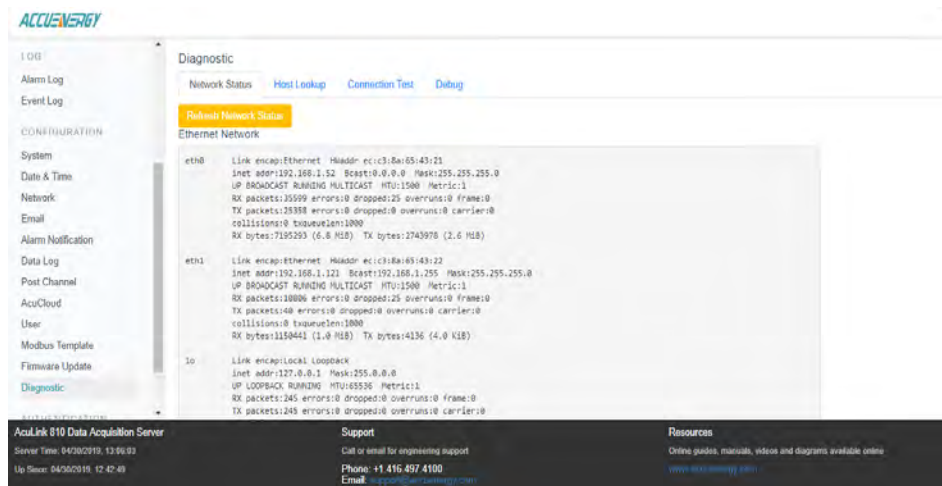 ACCUENERGY
LOG
Alarm Log
Event Log
CONFIGURATION
System
Date & Time
Network
Email
Alarm Notification
Data Log
Post Channel
AcuCloud
User
Modbus Template
Firmware Update
Diagnostic
AUTHENTICATION
Diagnostic
Network Status Host Lookup Connection Test Debug
Refresh Network Status
Ethernet Network
eth0 Link encap:Ethernet HWaddr ec:c3:8a:65:43:21
inet addr:192.168.1.52 Bcast:0.0.0.0 Mask:255.255.255.0
UP BROADCAST RUNNING MULTICAST MTU:1500 Metric:1
RX packets:35599 errors:0 dropped:25 overruns:0 frame:0
TX packets:25358 errors:0 dropped:0 overruns:0 carrier:0
collisions:0 txqueuelen:1000
RX bytes:7195293 (6.8 MiB) TX bytes:2743978 (2.6 MiB)
eth1 Link encap:Ethernet HWaddr ec:c3:8a:65:43:22
inet addr:192.168.1.121 Bcast:192.168.1.255 Mask:255.255.255.0
UP BROADCAST RUNNING MULTICAST MTU:1500 Metric:1
RX packets:10806 errors:0 dropped:25 overruns:0 frame:0
TX packets:40 errors:0 dropped:0 overruns:0 carrier:0
collisions:0 txqueuelen:1000
RX bytes:1150441 (1.0 MiB) TX bytes:4136 (4.0 KiB)
lo Link encap:Local Loopback
inet addr:127.0.0.1 Mask:255.0.0.0
UP LOOPBACK RUNNING MTU:65536 Metric:1
RX packets:245 errors:0 dropped:0 overruns:0 frame:0
TX packets:245 errors:0 dropped:0 overruns:0 carrier:0
AcuLink 810 Data Acquisition Server
Server Time: 04/30/2019, 13:06:03
Up Since: 04/30/2019, 12:42:49
Support
Call or email for engineering support
Phone: +1 416 497 4100
Email: support@accuenergy.com
Resources
Online guides, manuals, videos and diagrams available online
www.accuenergy.com